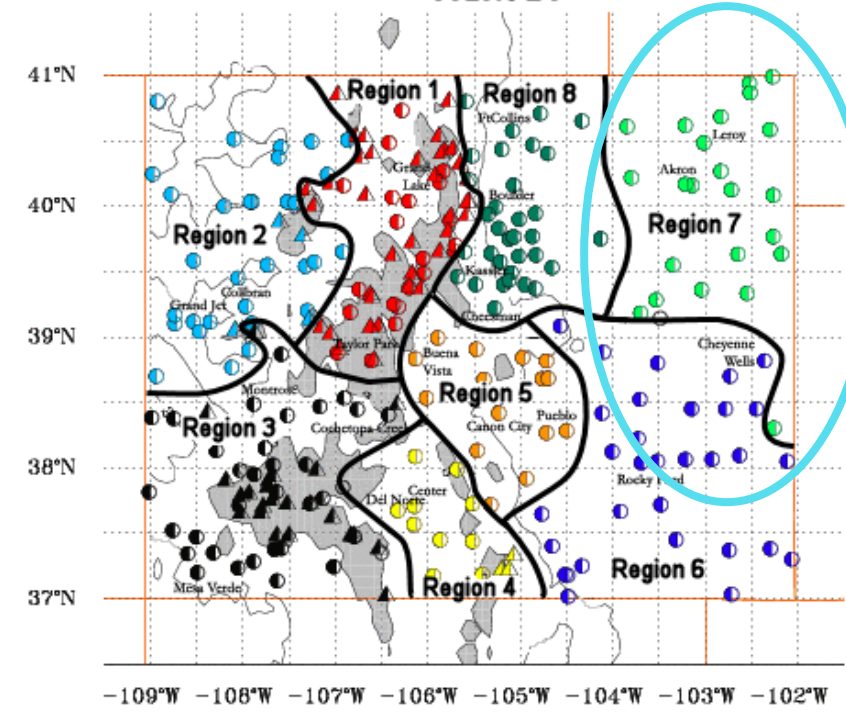 41°N
Region 1
Region 8
FtCollins
Leroy
Grand
Lake
Akron
40°N
Boulder
Region 7
Region 2
Kassler
Collbran
Grand Jct
Cheesman
39°N
Taylor Park
Buena
Vista
Cheyenne
Wells
Montrose
Region 5
Region 3
Cochetopa Creek
Canon City
Pueblo
38°N
Rocky
Del Norte
Center
Mesa Verde
Region 4
Region 6
37°N
-109°W -108°W -107°W -106°W -105°W -104°W -103°W -102°W